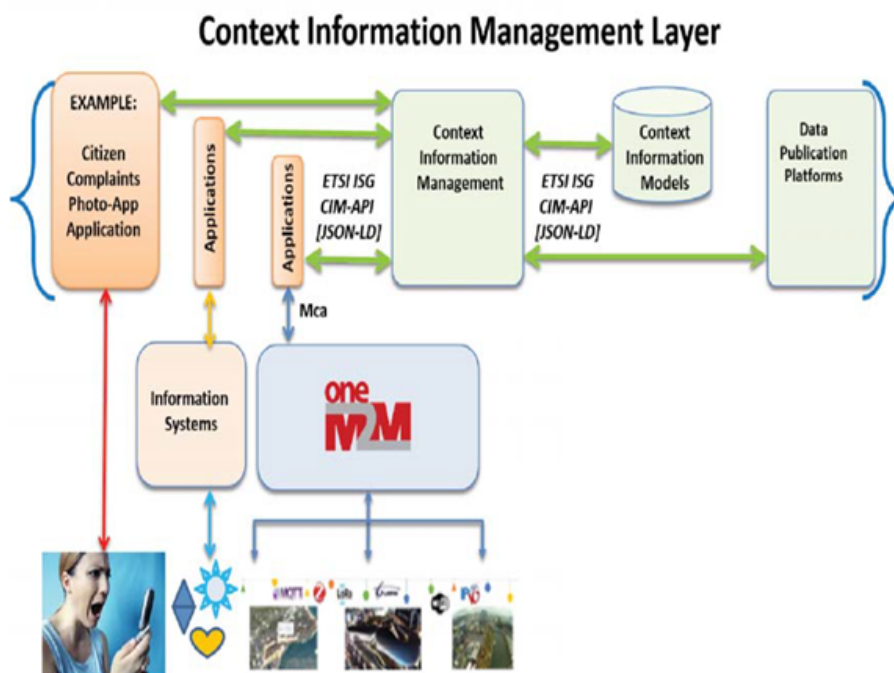 Context Information Management Layer
EXAMPLE:
Citizen
Complaints
Photo-App
Application
Applications
Applications
ETSI ISG
CIM-API
[JSON-LD]
Context
Information
Management
ETSI ISG
CIM-API
[JSON-LD]
Context
Information
Models
Data
Publication
Platforms
Mca
Information
Systems
one
M2M
MQTT
LoRa